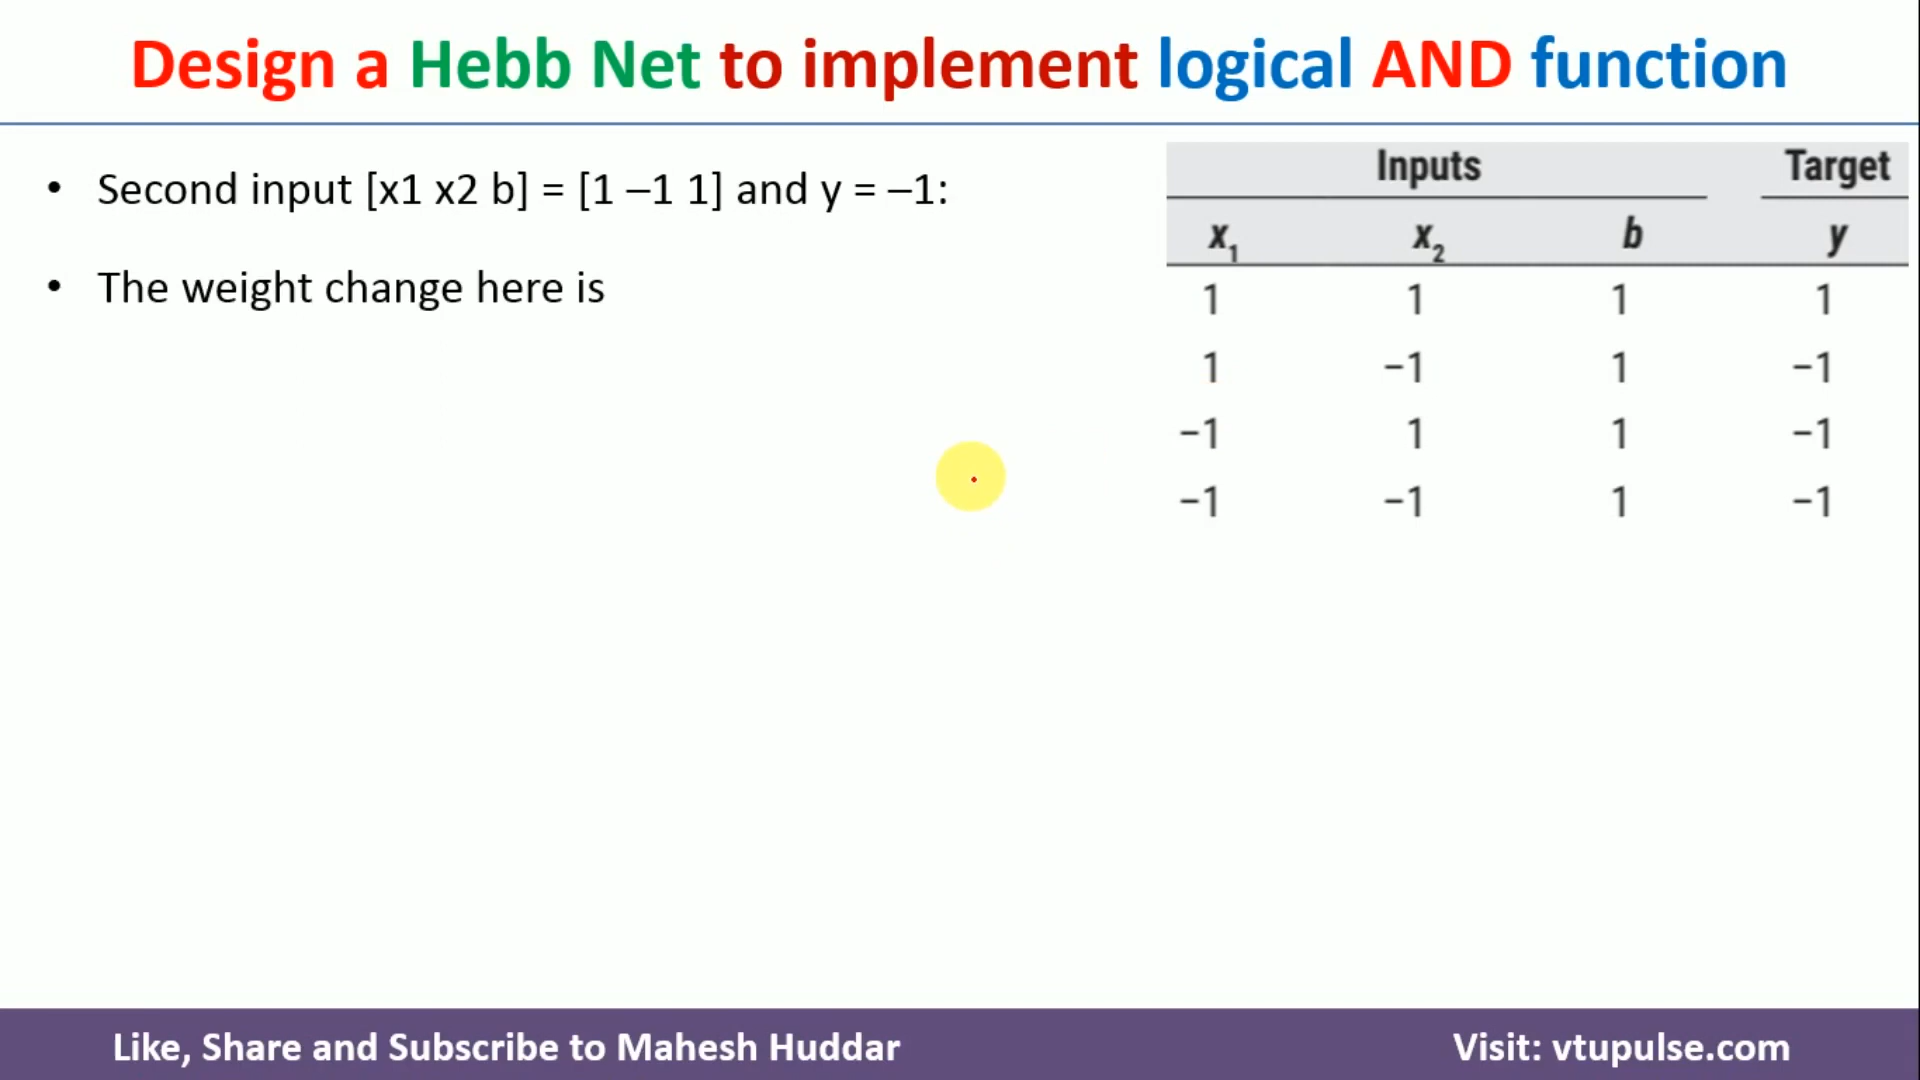 Design a Hebb Net to implement logical AND function
• Second input [x1 x2 b] = [1 –1 1] and y = –1:
• The weight change here is
Inputs Target
x1 x2 b y
1 1 1 1
1 −1 1 −1
−1 1 1 −1
−1 −1 1 −1
Like, Share and Subscribe to Mahesh Huddar
Visit: vtupulse.com